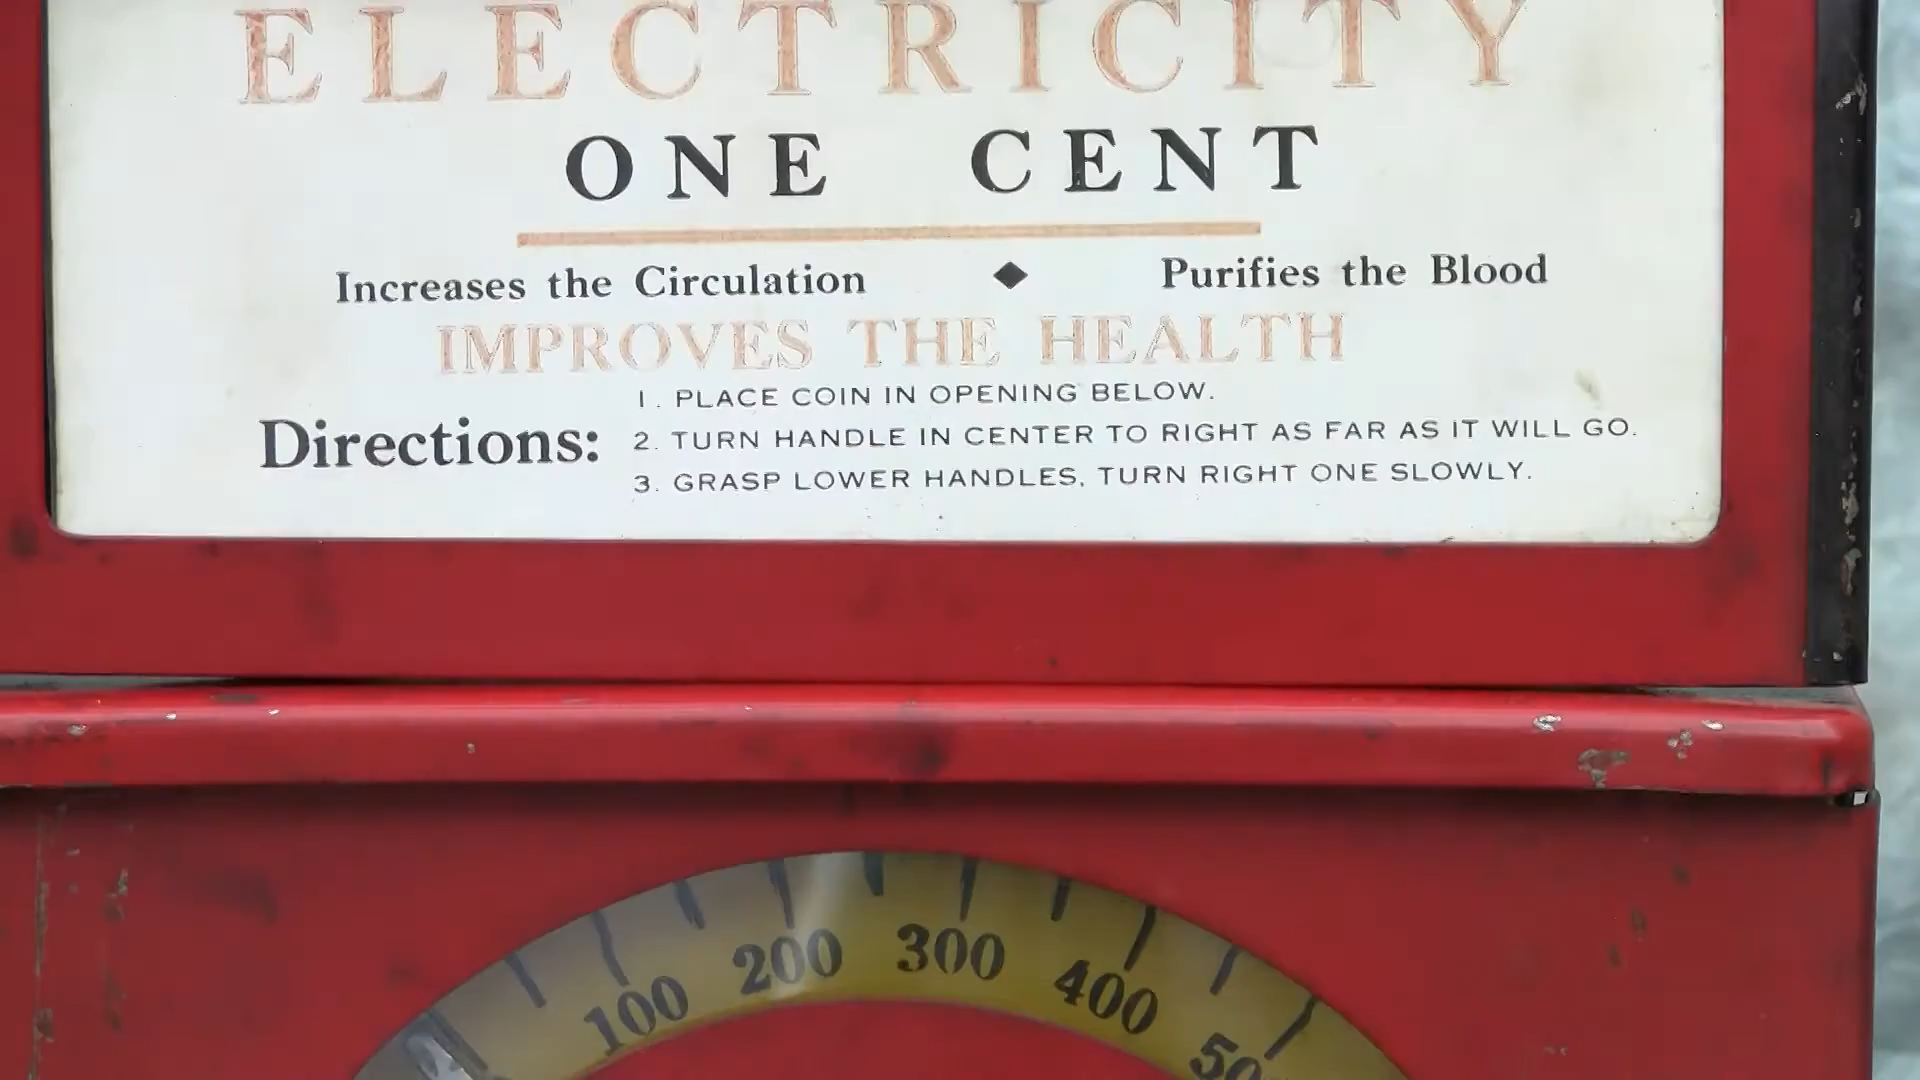 ELECTRICITY
ONE CENT
Increases the Circulation ◆ Purifies the Blood
IMPROVES THE HEALTH
Directions:
1. PLACE COIN IN OPENING BELOW.
2. TURN HANDLE IN CENTER TO RIGHT AS FAR AS IT WILL GO.
3. GRASP LOWER HANDLES, TURN RIGHT ONE SLOWLY.
100 200 300 400